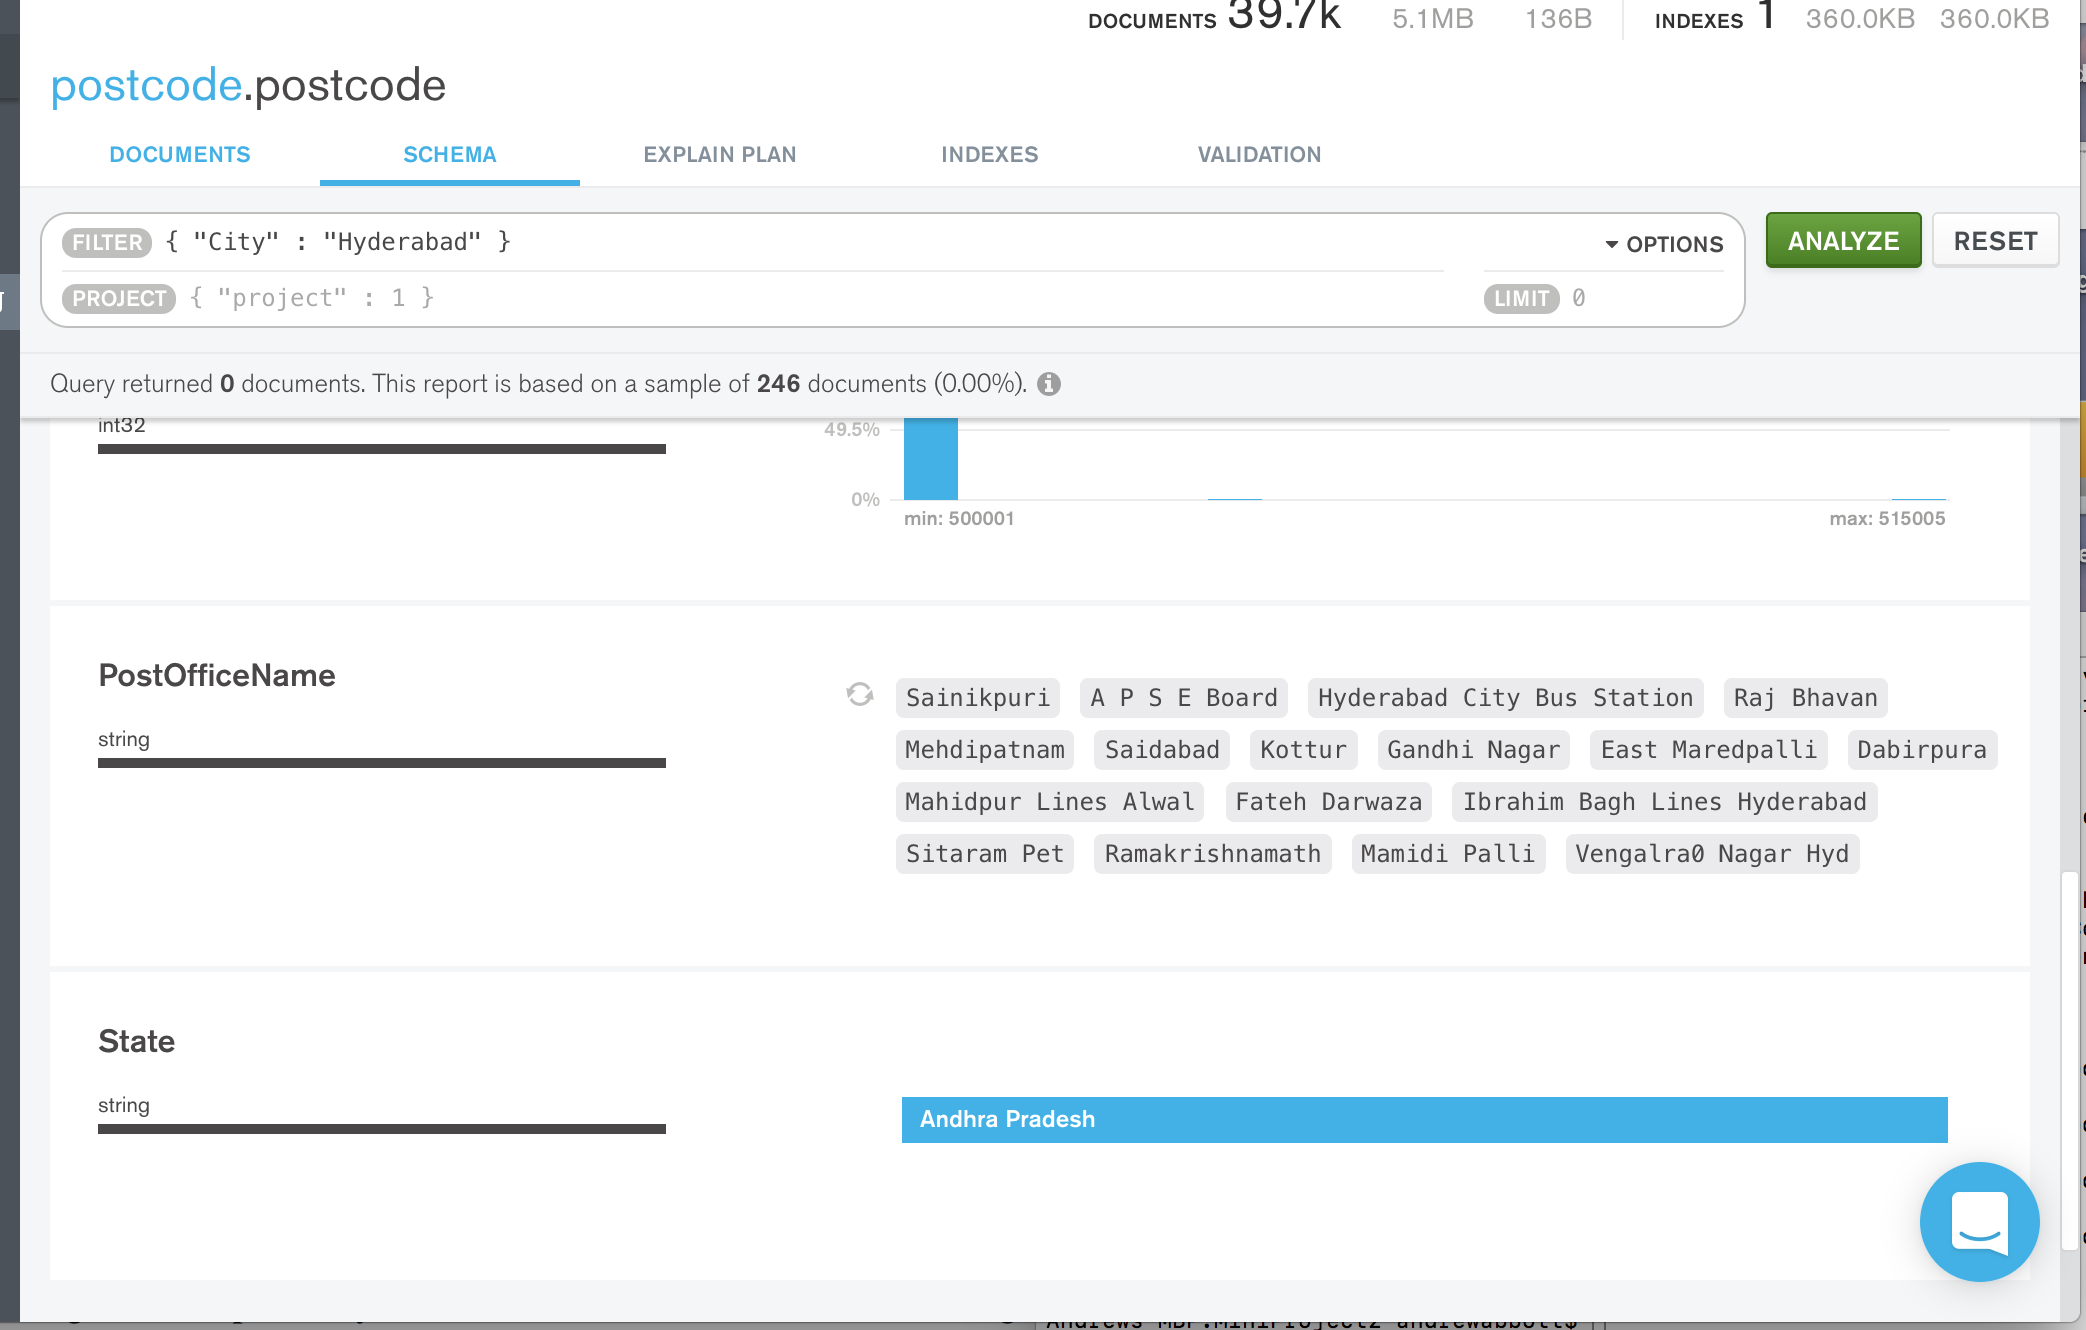 DOCUMENTS 39.7k 5.1MB 136B INDEXES 1 360.0KB 360.0KB
postcode.postcode
DOCUMENTS SCHEMA EXPLAIN PLAN INDEXES VALIDATION
FILTER { "City" : "Hyderabad" } OPTIONS ANALYZE RESET
PROJECT { "project" : 1 } LIMIT 0
Query returned 0 documents. This report is based on a sample of 246 documents (0.00%).
int32
49.5%
0%
min: 500001 max: 515005
PostOfficeName
string
Sainikpuri A P S E Board Hyderabad City Bus Station Raj Bhavan
Mehdipatnam Saidabad Kottur Gandhi Nagar East Maredpalli Dabirpura
Mahidpur Lines Alwal Fateh Darwaza Ibrahim Bagh Lines Hyderabad
Sitaram Pet Ramakrishnamath Mamidi Palli Vengalra0 Nagar Hyd
State
string
Andhra Pradesh
Andrews-MBP:MiniProject2 andrewabbott$